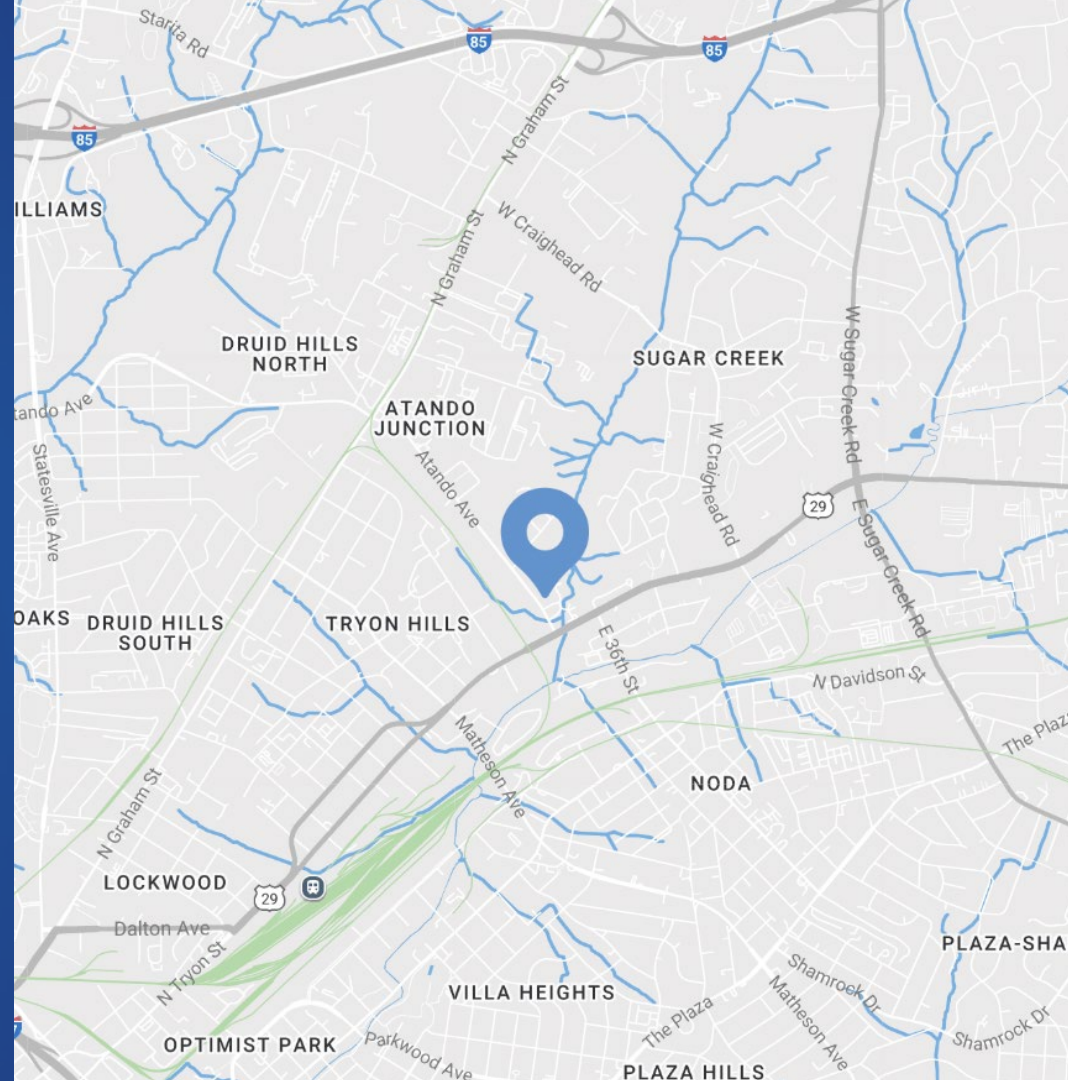 Starita Rd
85
85
N Graham St
85
ILLIAMS
W Craighead Rd
N Graham St
DRUID HILLS
NORTH
SUGAR CREEK
W Sugar Creek Rd
tando Ave
ATANDO
JUNCTION
Statesville Ave
Atando Ave
W Craighead Rd
29
E Sugar Creek Rd
OAKS
DRUID HILLS
SOUTH
TRYON HILLS
E 36th St
N Davidson St
The Plaza
Matheson Ave
NODA
N Graham St
LOCKWOOD
29
Dalton Ave
N Tryon St
PLAZA-SHA
VILLA HEIGHTS
Shamrock Dr
Matheson Ave
The Plaza
Shamrock Dr
OPTIMIST PARK
Parkwood Ave
PLAZA HILLS